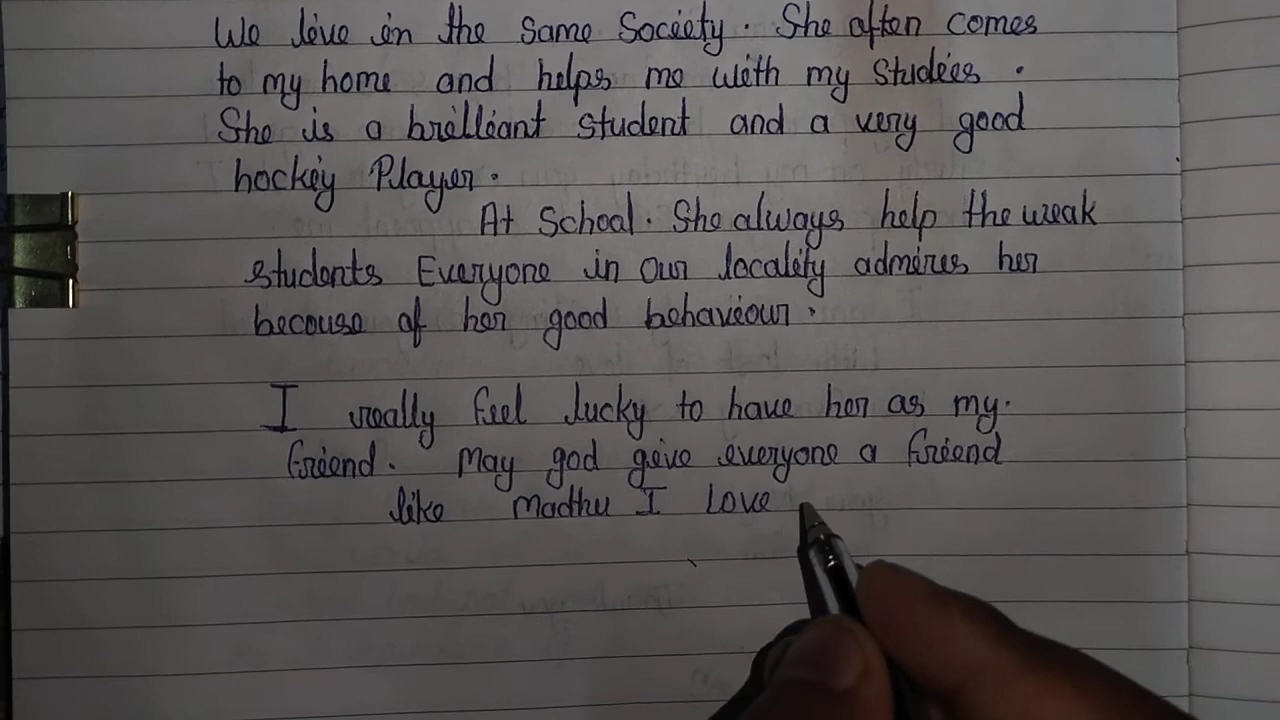 We live in the Same Society. She often comes
to my home and helps me with my Studies.
She is a brilliant student and a very good
hockey Player.
At School. She always help the weak
students Everyone in Our locality admires her
because of her good behaviour.
I really feel lucky to have her as my.
friend. May god give everyone a friend
like madhu I Love